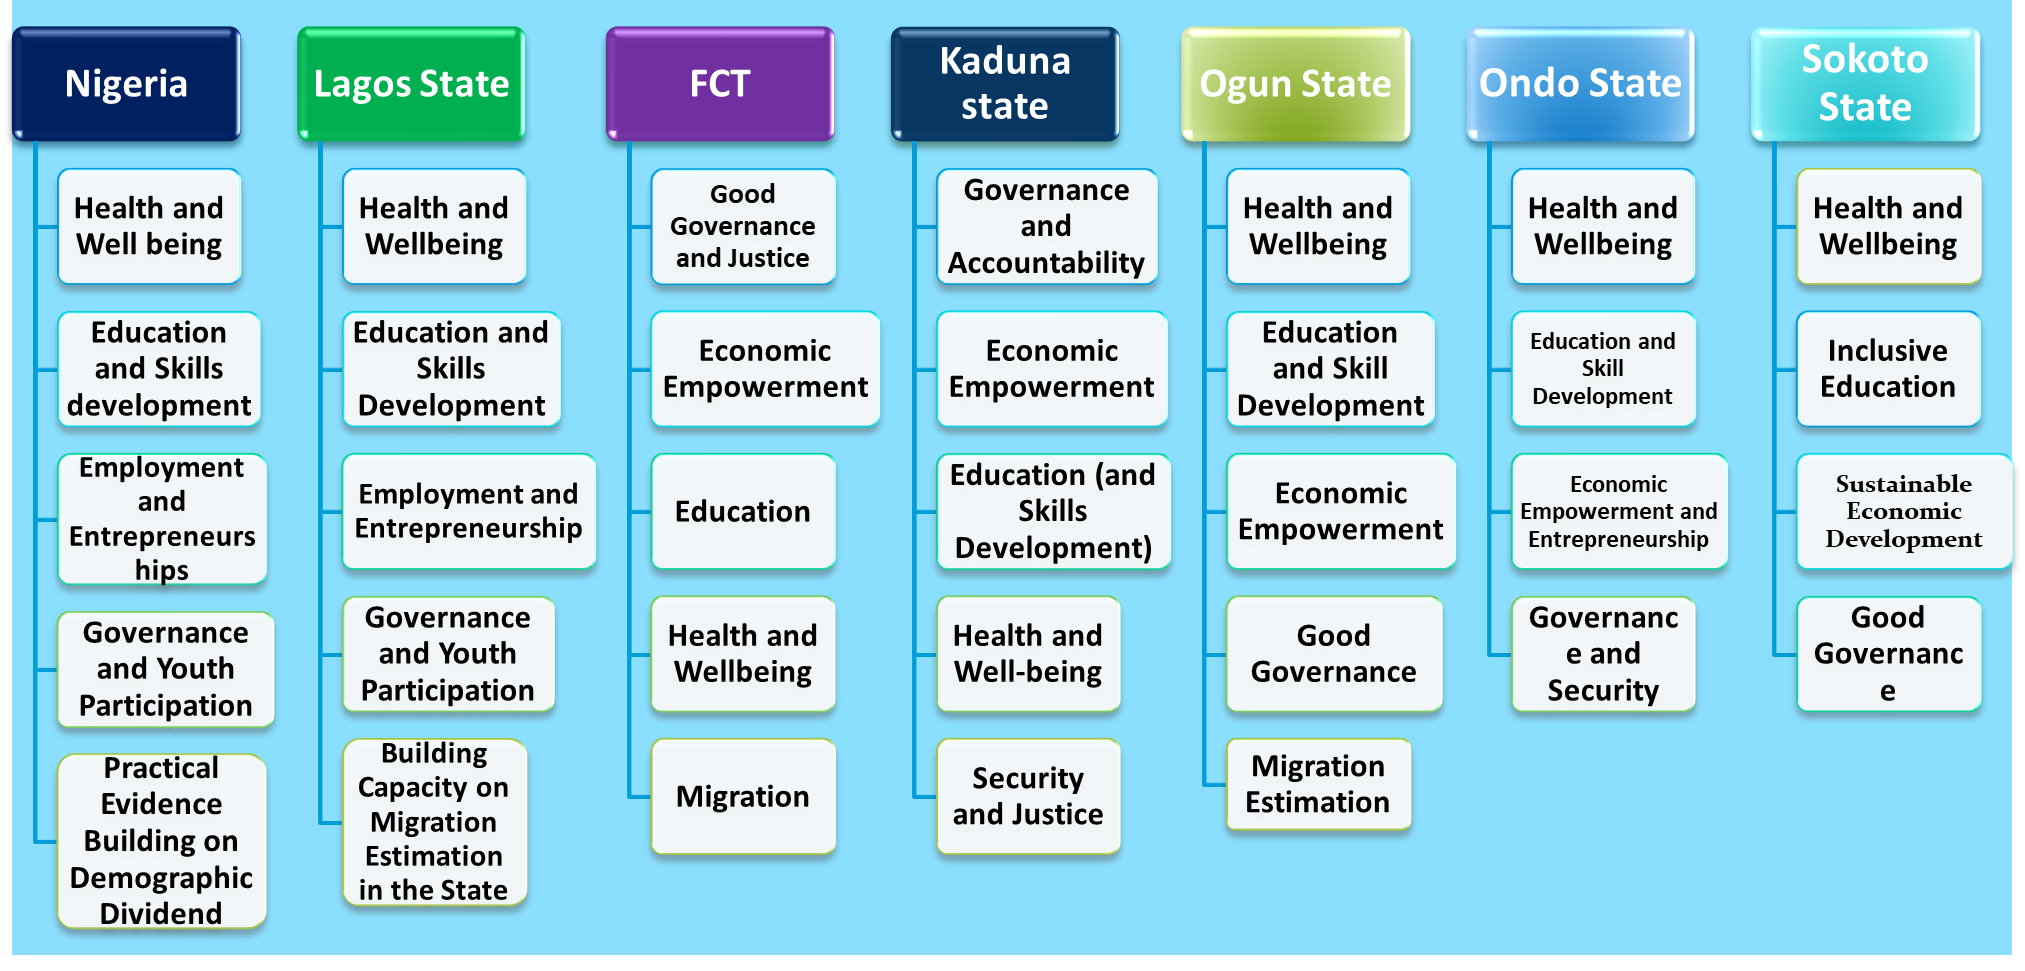 Nigeria
Health and
Well being
Education
and Skills
development
Employment
and
Entrepreneurs
hips
Governance
and Youth
Participation
Practical
Evidence
Building on
Demographic
Dividend
Lagos State
Health and
Wellbeing
Education and
Skills
Development
Employment and
Entrepreneurship
Governance
and Youth
Participation
Building
Capacity on
Migration
Estimation
in the State
FCT
Good
Governance
and Justice
Economic
Empowerment
Education
Health and
Wellbeing
Migration
Kaduna
state
Governance
and
Accountability
Economic
Empowerment
Education (and
Skills
Development)
Health and
Well-being
Security
and Justice
Ogun State
Health and
Wellbeing
Education
and Skill
Development
Economic
Empowerment
Good
Governance
Migration
Estimation
Ondo State
Health and
Wellbeing
Education and
Skill
Development
Economic
Empowerment and
Entrepreneurship
Governanc
e and
Security
Sokoto
State
Health and
Wellbeing
Inclusive
Education
Sustainable
Economic
Development
Good
Governanc
e